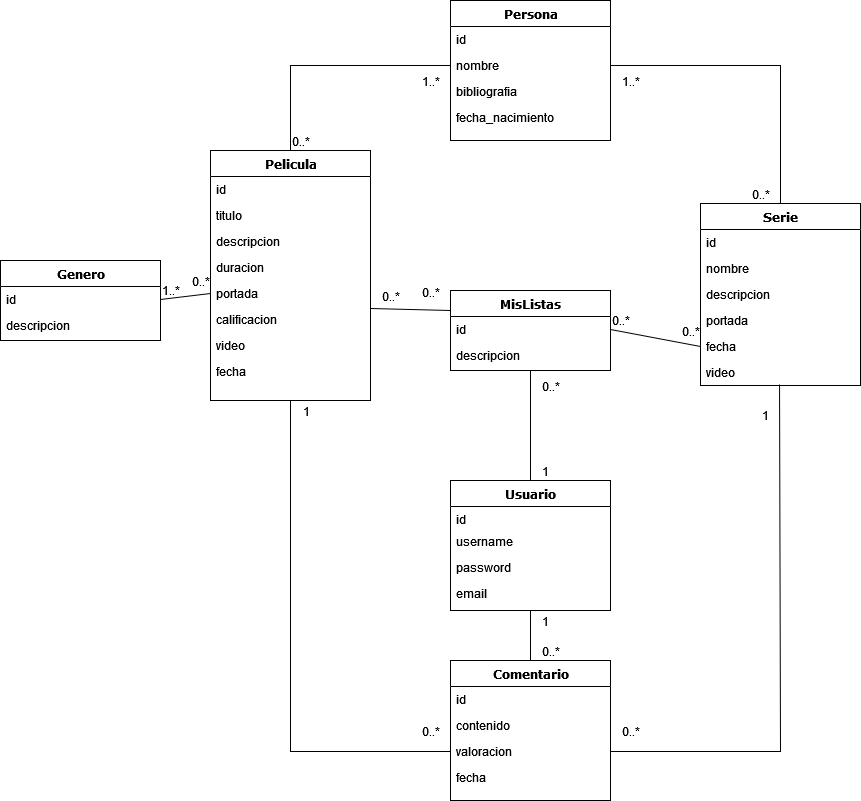 Persona
id
nombre
bibliografia
fecha_nacimiento
1..*
1..*
0..*
0..*
Pelicula
id
titulo
descripcion
duracion
portada
calificacion
video
fecha
Genero
id
descripcion
1..*
0..*
0..*
0..*
MisListas
id
descripcion
0..*
0..*
Serie
id
nombre
descripcion
portada
fecha
video
1
0..*
1
1
Usuario
id
username
password
email
1
0..*
Comentario
id
contenido
valoracion
fecha
0..*
0..*